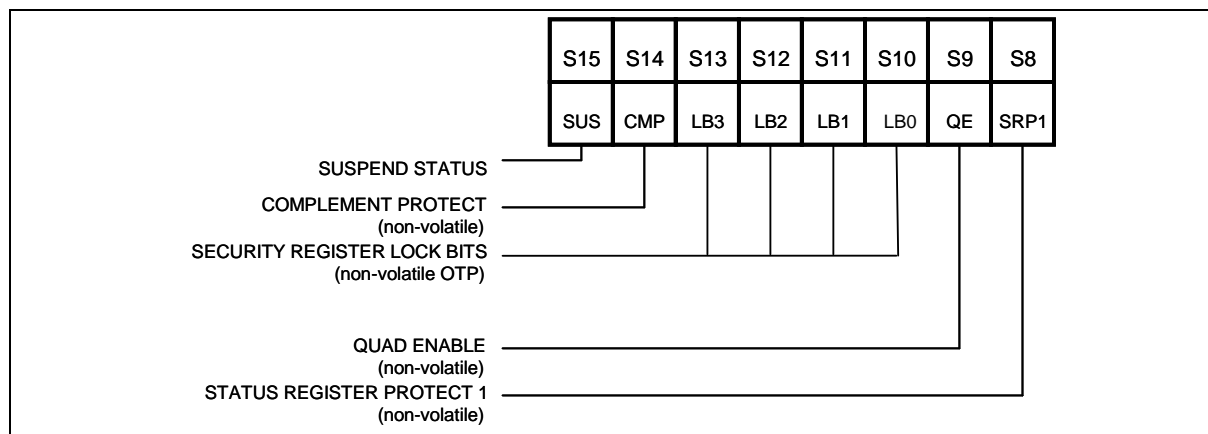 S15 S14 S13 S12 S11 S10 S9 S8
SUS CMP LB3 LB2 LB1 LB0 QE SRP1
SUSPEND STATUS
COMPLEMENT PROTECT
(non-volatile)
SECURITY REGISTER LOCK BITS
(non-volatile OTP)
QUAD ENABLE
(non-volatile)
STATUS REGISTER PROTECT 1
(non-volatile)